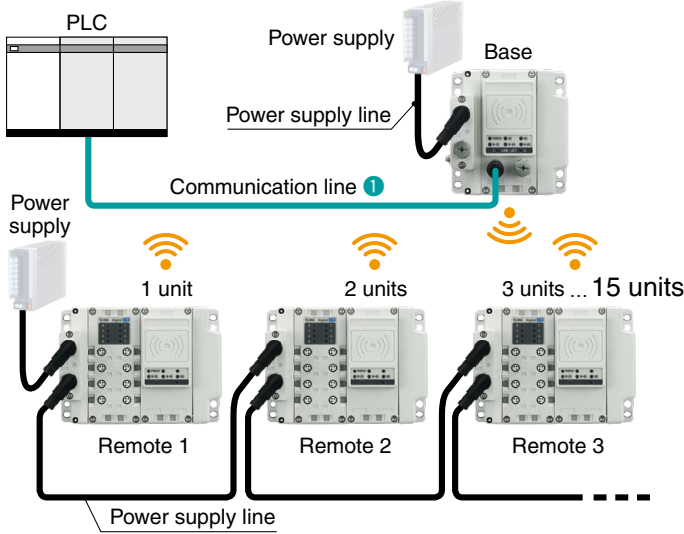 PLC
Power supply
Base
Power supply line
Communication line ❶
Power
supply
1 unit
2 units
3 units ... 15 units
Remote 1
Remote 2
Remote 3
Power supply line